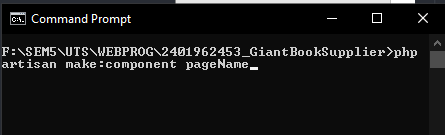 Command Prompt
F:\SEM5\UTS\WEBPROG\2401962453_GiantBookSupplier>php
artisan make:component pageName